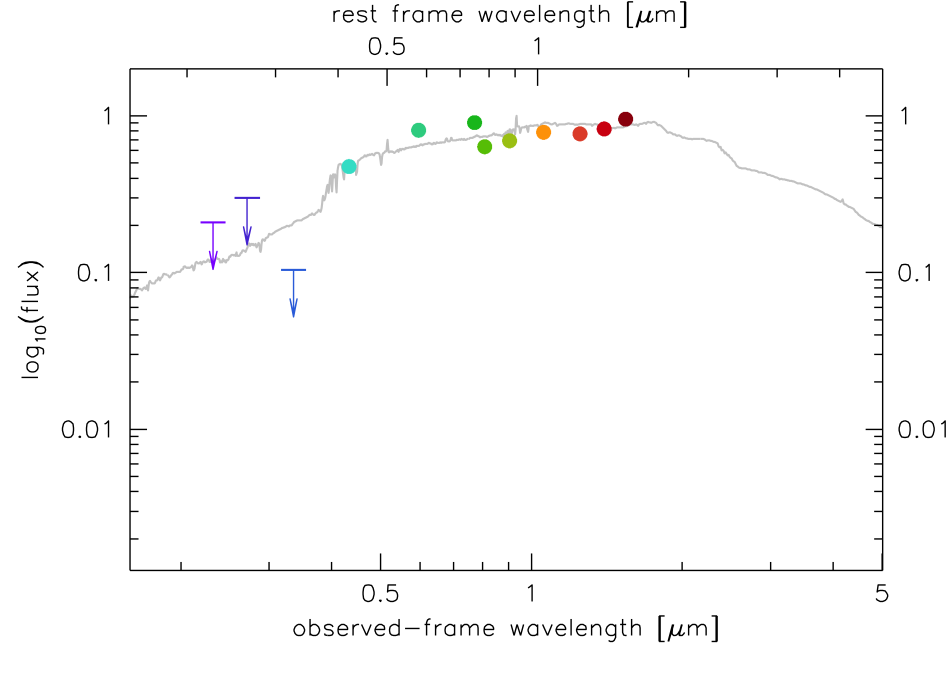 rest frame wavelength [μm]
0.5 1
1 1
0.1 0.1
0.01 0.01
log10(flux)
0.5 1 5
observed-frame wavelength [μm]